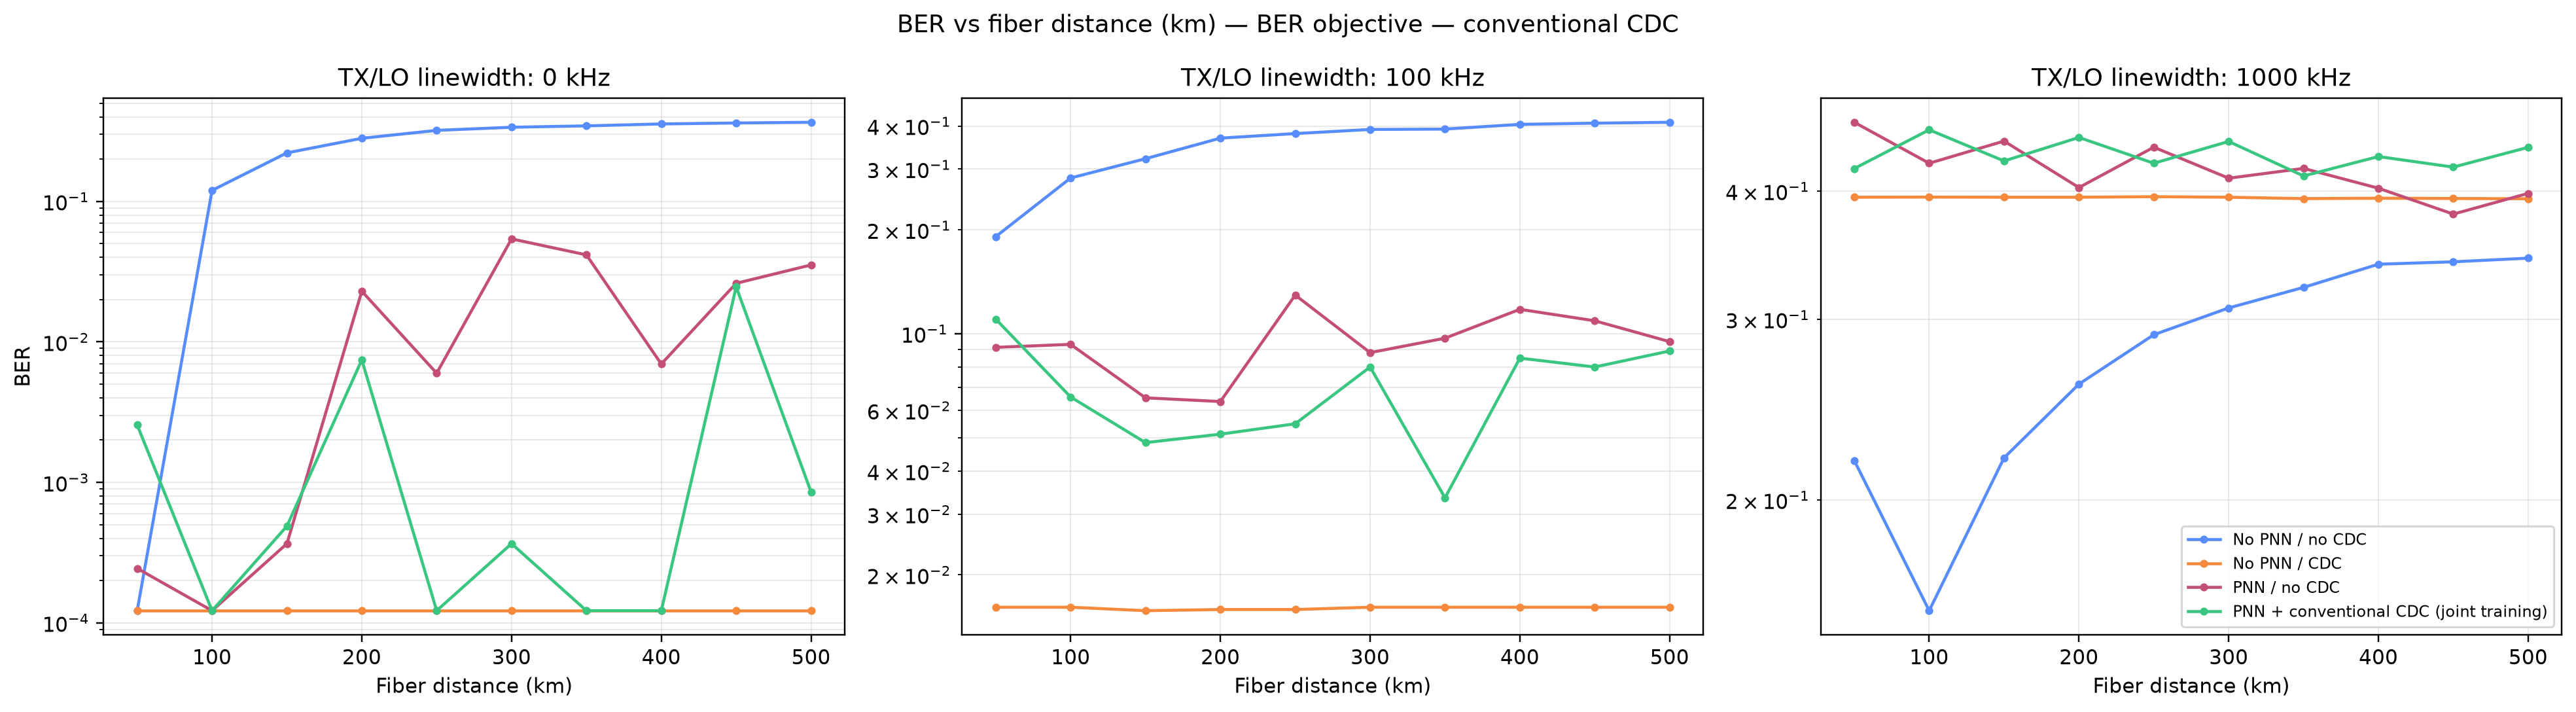 BER vs fiber distance (km) — BER objective — conventional CDC
TX/LO linewidth: 0 kHz
BER
10⁻¹
10⁻²
10⁻³
10⁻⁴
100 200 300 400 500
Fiber distance (km)
TX/LO linewidth: 100 kHz
4 × 10⁻¹
3 × 10⁻¹
2 × 10⁻¹
10⁻¹
6 × 10⁻²
4 × 10⁻²
3 × 10⁻²
2 × 10⁻²
100 200 300 400 500
Fiber distance (km)
TX/LO linewidth: 1000 kHz
4 × 10⁻¹
3 × 10⁻¹
2 × 10⁻¹
No PNN / no CDC
No PNN / CDC
PNN / no CDC
PNN + conventional CDC (joint training)
100 200 300 400 500
Fiber distance (km)